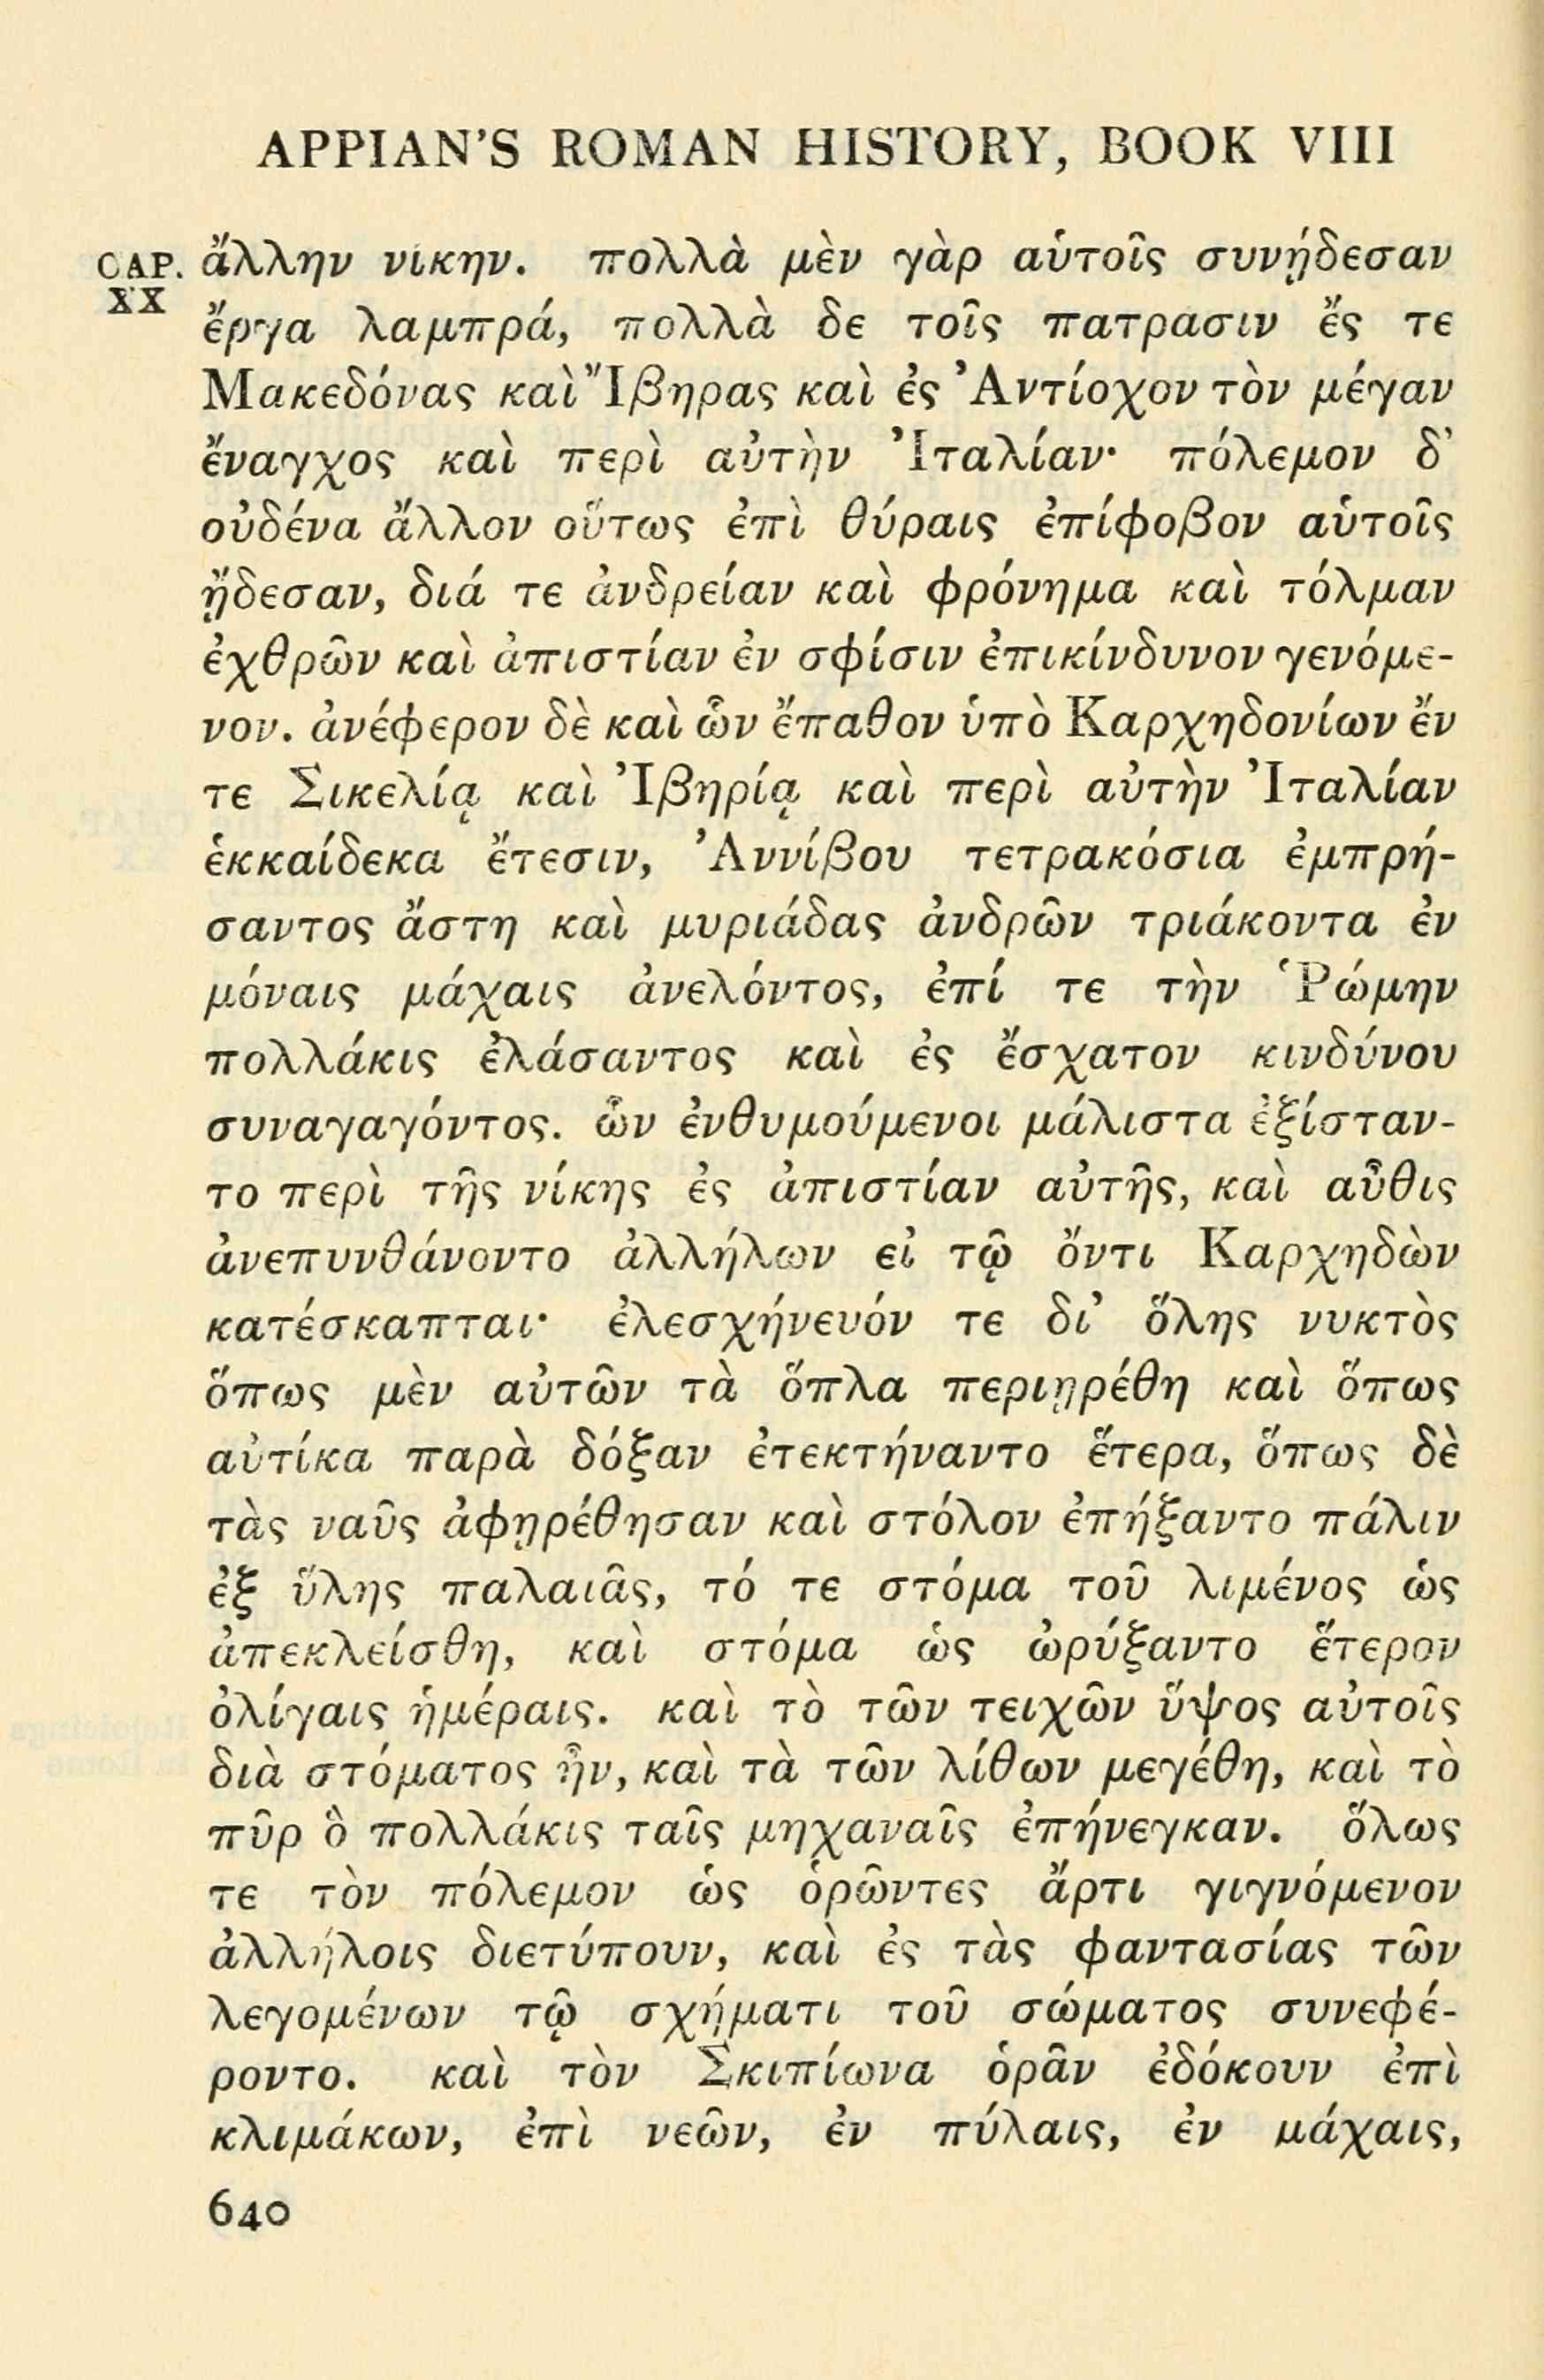 APPIAN'S ROMAN HISTORY, BOOK VIII
CAP. XX
ἄλλην νίκην. πολλὰ μὲν γὰρ αὑτοῖς συνῄδεσαν
ἔργα λαμπρά, πολλὰ δε τοῖς πατρασιν ἔς τε
Μακεδόνας καὶ Ἴβηρας καὶ ἐς Ἀντίοχον τὸν μέγαν
ἔναγχος καὶ περὶ αὐτὴν Ἰταλίαν· πόλεμον δ᾽
οὐδένα ἄλλον οὕτως ἐπὶ θύραις ἐπίφοβον αὑτοῖς
ᾔδεσαν, διά τε ἀνδρείαν καὶ φρόνημα καὶ τόλμαν
ἐχθρῶν καὶ ἀπιστίαν ἐν σφίσιν ἐπικίνδυνον γενόμε-
νον. ἀνέφερον δὲ καὶ ὧν ἔπαθον ὑπὸ Καρχηδονίων ἔν
τε Σικελίᾳ καὶ Ἰβηρίᾳ καὶ περὶ αὐτὴν Ἰταλίαν
ἑκκαίδεκα ἔτεσιν, Ἀννίβου τετρακόσια ἐμπρή-
σαντος ἄστη καὶ μυριάδας ἀνδρῶν τριάκοντα ἐν
μόναις μάχαις ἀνελόντος, ἐπί τε τὴν Ῥώμην
πολλάκις ἐλάσαντος καὶ ἐς ἔσχατον κινδύνου
συναγαγόντος. ὧν ἐνθυμούμενοι μάλιστα ἐξίσταν-
το περὶ τῆς νίκης ἐς ἀπιστίαν αὐτῆς, καὶ αὖθις
ἀνεπυνθάνοντο ἀλλήλων εἰ τῷ ὄντι Καρχηδὼν
κατέσκαπται· ἐλεσχήνευόν τε δι᾽ ὅλης νυκτὸς
ὅπως μὲν αὐτῶν τὰ ὅπλα περιῃρέθη καὶ ὅπως
αὐτίκα παρὰ δόξαν ἐτεκτήναντο ἕτερα, ὅπως δὲ
τὰς ναῦς ἀφῃρέθησαν καὶ στόλον ἐπήξαντο πάλιν
ἐξ ὕλης παλαιᾶς, τό τε στόμα τοῦ λιμένος ὡς
ἀπεκλείσθη, καὶ στόμα ὡς ὠρύξαντο ἕτερον
ὀλίγαις ἡμέραις. καὶ τὸ τῶν τειχῶν ὕψος αὐτοῖς
διὰ στόματος ἦν, καὶ τὰ τῶν λίθων μεγέθη, καὶ τὸ
πῦρ ὃ πολλάκις ταῖς μηχαναῖς ἐπήνεγκαν. ὅλως
τε τὸν πόλεμον ὡς ὁρῶντες ἄρτι γιγνόμενον
ἀλλήλοις διετύπουν, καὶ ἐς τὰς φαντασίας τῶν
λεγομένων τῷ σχήματι τοῦ σώματος συνεφέ-
ροντο. καὶ τὸν Σκιπίωνα ὁρᾶν ἐδόκουν ἐπὶ
κλιμάκων, ἐπὶ νεῶν, ἐν πύλαις, ἐν μάχαις,
640